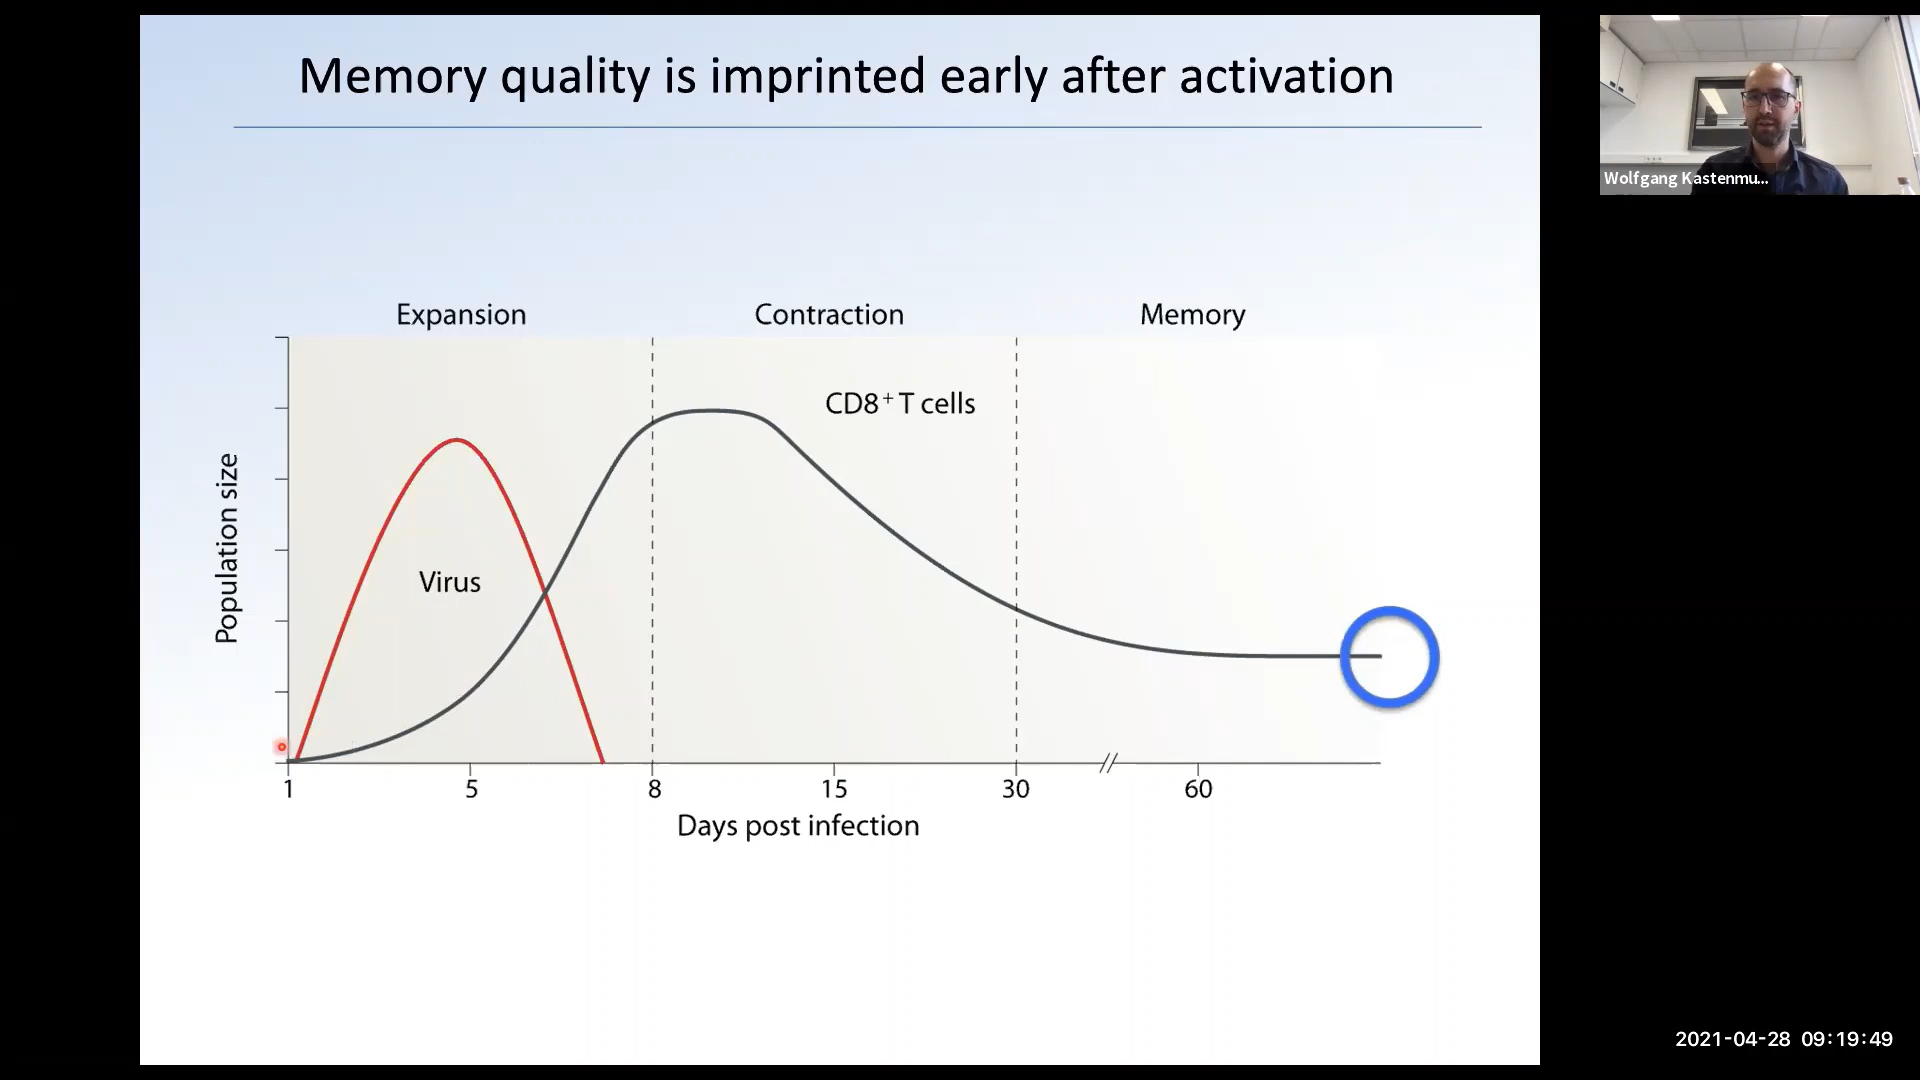 Memory quality is imprinted early after activation
Wolfgang Kastenmu...
Expansion
Contraction
Memory
CD8⁺ T cells
Virus
Population size
1
5
8
15
30
60
Days post infection
2021-04-28 09:19:49